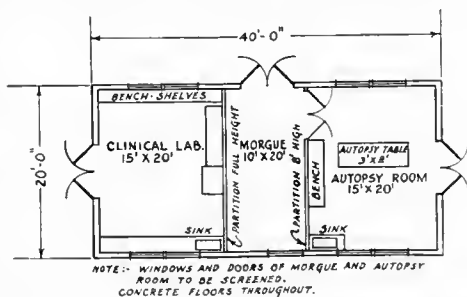 40'-0"
20'-0"
BENCH-SHELVES
CLINICAL LAB.
15' X 20'
SINK
PARTITION FULL HEIGHT
MORGUE
10' X 20'
PARTITION 8' HIGH
BENCH
AUTOPSY TABLE
3' X 8'
AUTOPSY ROOM
15' X 20'
SINK
NOTE:- WINDOWS AND DOORS OF MORGUE AND AUTOPSY
ROOM TO BE SCREENED.
CONCRETE FLOORS THROUGHOUT.